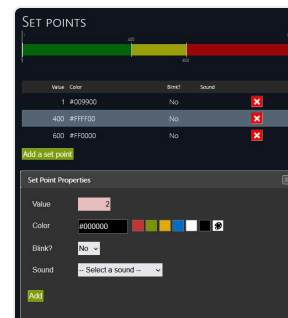 SET POINTS
1
400
600
Value Color Blink? Sound
1 #009900 No
400 #FFFF00 No
600 #FF0000 No
Add a set point
Set Point Properties
Value 2
Color #000000
Blink? No
Sound -- Select a sound --
Add